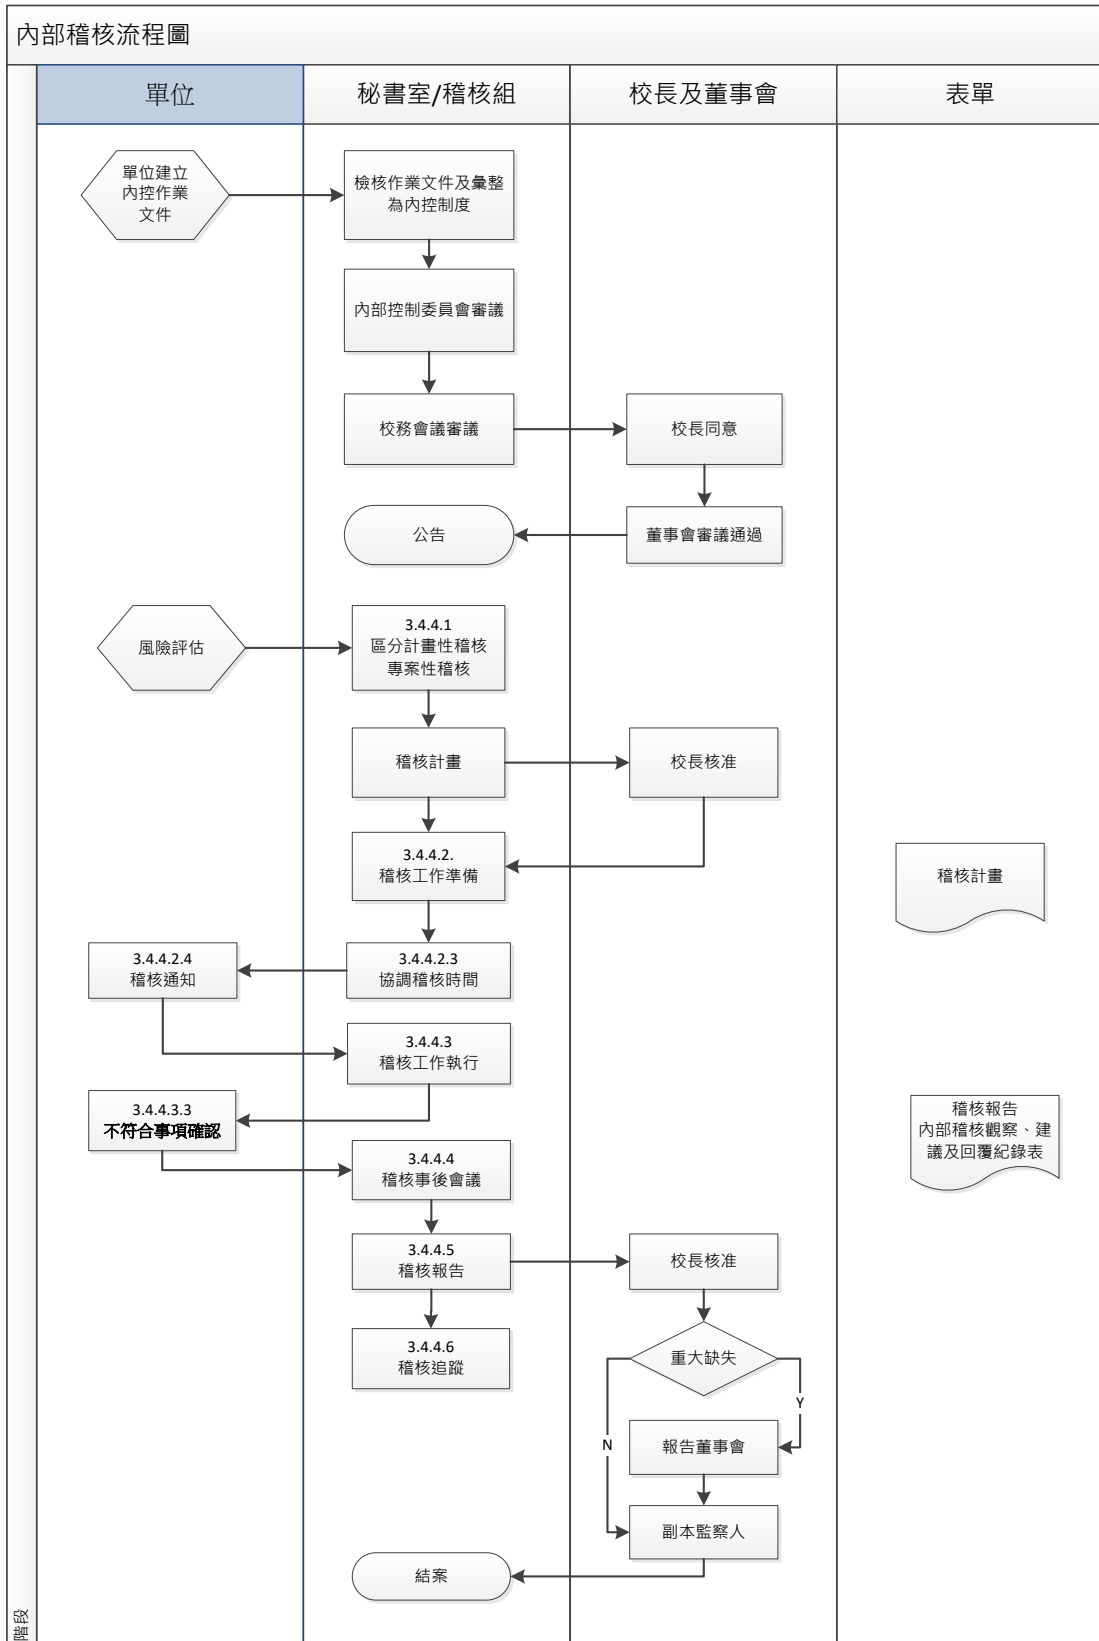 內部稽核流程圖
單位
秘書室/稽核組
校長及董事會
表單
單位建立
內控作業
文件
檢核作業文件及彙整
為內控制度
內部控制委員會審議
校務會議審議
校長同意
董事會審議通過
公告
風險評估
3.4.4.1
區分計畫性稽核
專案性稽核
稽核計畫
校長核准
3.4.4.2.
稽核工作準備
稽核計畫
3.4.4.2.3
協調稽核時間
3.4.4.2.4
稽核通知
3.4.4.3
稽核工作執行
3.4.4.3.3
不符合事項確認
稽核報告
內部稽核觀察、建
議及回覆紀錄表
3.4.4.4
稽核事後會議
3.4.4.5
稽核報告
校長核准
3.4.4.6
稽核追蹤
重大缺失
Y
N
報告董事會
副本監察人
結案
階段